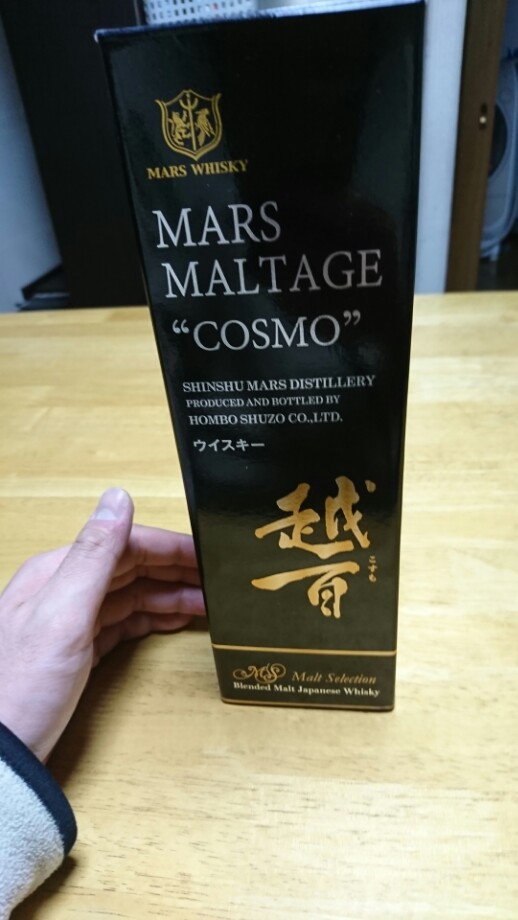 MARS WHISKY
MARS
MALTAGE
“COSMO”
SHINSHU MARS DISTILLERY
PRODUCED AND BOTTLED BY
HOMBO SHUZO CO.,LTD.
ウイスキー
越百
こすも
MS Malt Selection
Blended Malt Japanese Whisky